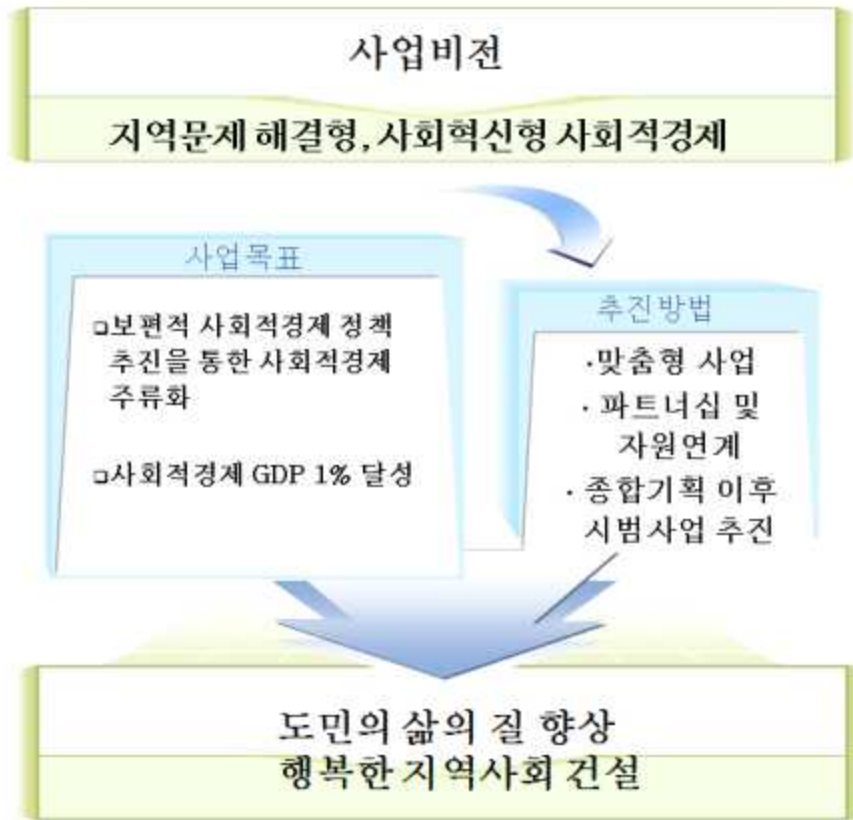 사업비전
지역문제 해결형, 사회혁신형 사회적경제
사업목표
□보편적 사회적경제 정책
추진을 통한 사회적경제
주류화
□사회적경제 GDP 1% 달성
추진방법
·맞춤형 사업
· 파트너십 및
자원연계
· 종합기획 이후
시범사업 추진
도민의 삶의 질 향상
행복한 지역사회 건설